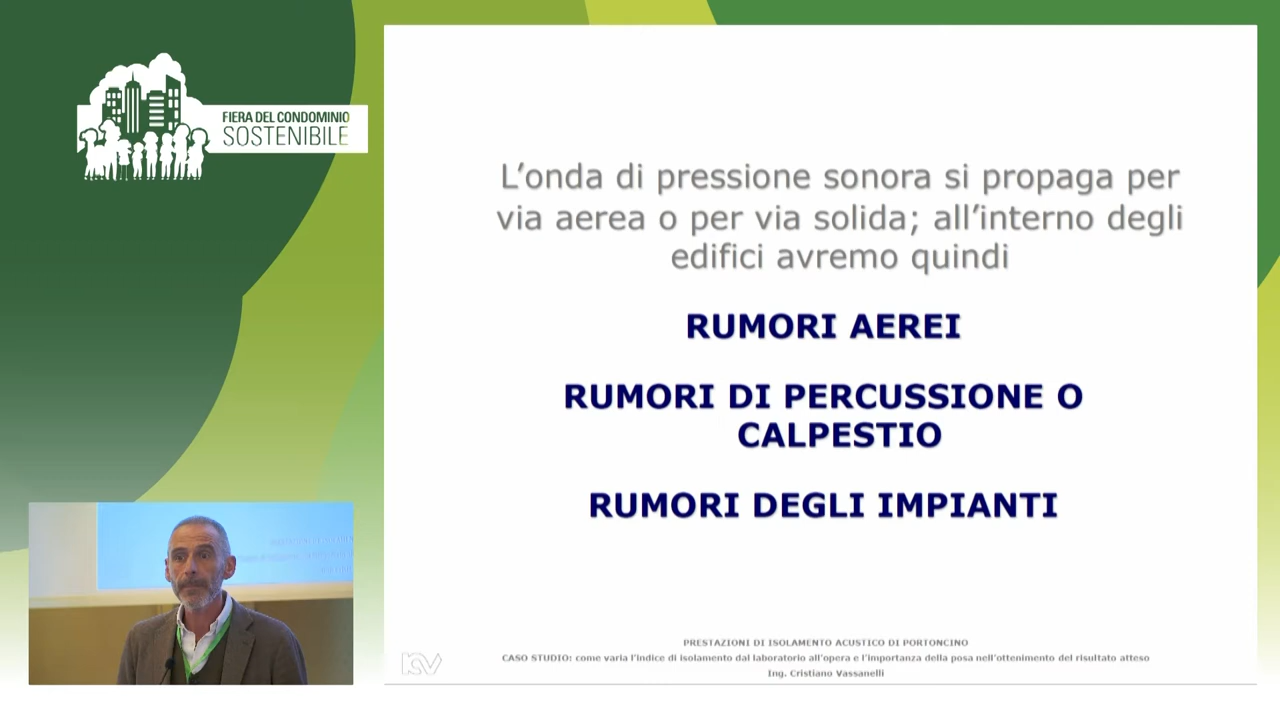 FIERA DEL CONDOMINIO
SOSTENIBILE
L’onda di pressione sonora si propaga per
via aerea o per via solida; all’interno degli
edifici avremo quindi
RUMORI AEREI
RUMORI DI PERCUSSIONE O
CALPESTIO
RUMORI DEGLI IMPIANTI
PRESTAZIONI DI ISOLAMENTO ACUSTICO DI PORTONCINO
CASO STUDIO: come varia l’indice di isolamento dal laboratorio all’opera e l’importanza della posa nell’ottenimento del risultato atteso
Ing. Cristiano Vassanelli